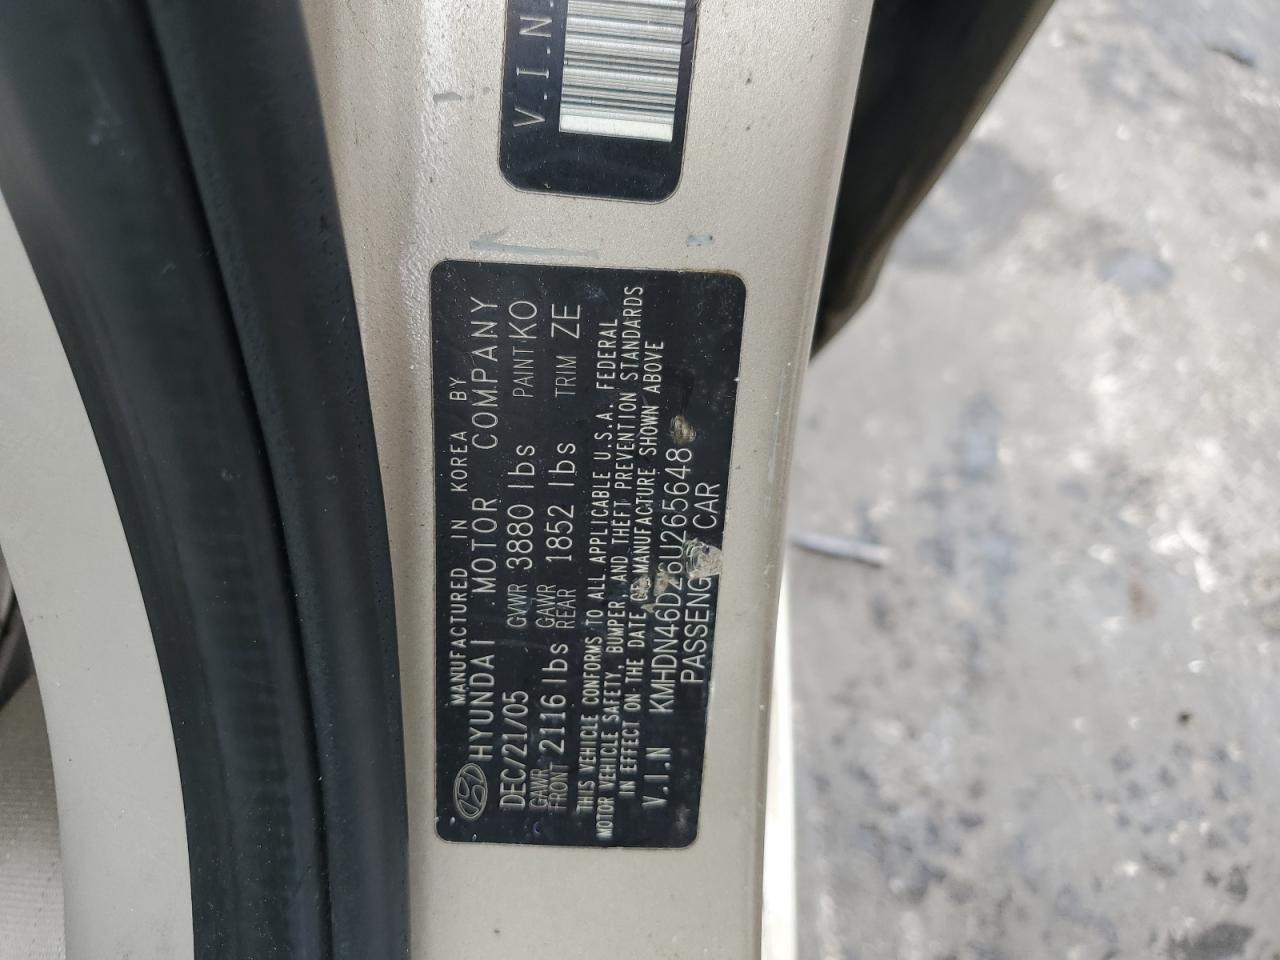 V.I.N.
MANUFACTURED IN KOREA BY
HYUNDAI MOTOR COMPANY
DEC/21/05 GVWR 3880 lbs PAINT KO
GAWR FRONT 2116 lbs GAWR REAR 1852 lbs TRIM ZE
THIS VEHICLE CONFORMS TO ALL APPLICABLE U.S.A. FEDERAL
MOTOR VEHICLE SAFETY, BUMPER, AND THEFT PREVENTION STANDARDS
IN EFFECT ON THE DATE OF MANUFACTURE SHOWN ABOVE
V.I.N KMHDN46D26U265648
PASSENGER CAR